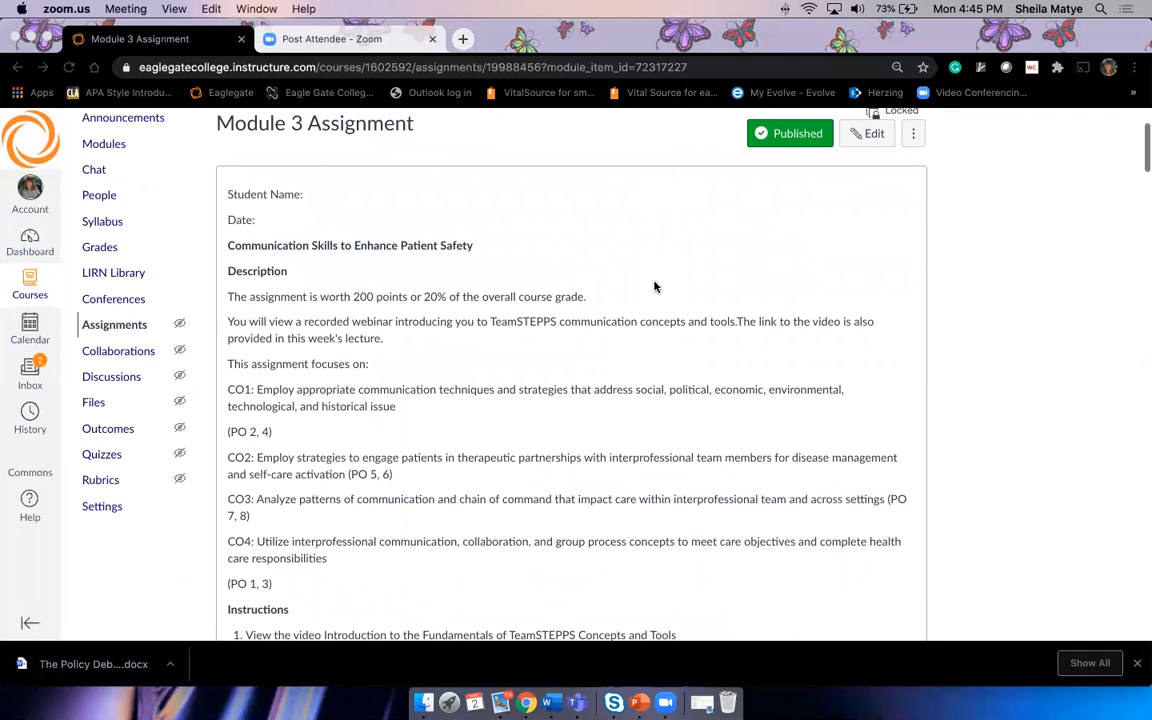 zoom.us Meeting View Edit Window Help 73% Mon 4:45 PM Sheila Matye
Module 3 Assignment Post Attendee - Zoom
eaglegatecollege.instructure.com/courses/1602592/assignments/19988456?module_item_id=72317227
Apps APA Style Introdu... Eaglegate Eagle Gate Colleg... Outlook log in VitalSource for sm... Vital Source for ea... My Evolve - Evolve Herzing Video Conferencin... »
Locked
Announcements
Modules
Chat
People
Syllabus
Grades
LIRN Library
Conferences
Assignments
Collaborations
Discussions
Files
Outcomes
Quizzes
Rubrics
Settings
Account
Dashboard
Courses
Calendar
2
Inbox
History
Commons
Help
Module 3 Assignment
Published Edit
Student Name:
Date:
Communication Skills to Enhance Patient Safety
Description
The assignment is worth 200 points or 20% of the overall course grade.
You will view a recorded webinar introducing you to TeamSTEPPS communication concepts and tools.The link to the video is also
provided in this week's lecture.
This assignment focuses on:
CO1: Employ appropriate communication techniques and strategies that address social, political, economic, environmental,
technological, and historical issue
(PO 2, 4)
CO2: Employ strategies to engage patients in therapeutic partnerships with interprofessional team members for disease management
and self-care activation (PO 5, 6)
CO3: Analyze patterns of communication and chain of command that impact care within interprofessional team and across settings (PO
7, 8)
CO4: Utilize interprofessional communication, collaboration, and group process concepts to meet care objectives and complete health
care responsibilities
(PO 1, 3)
Instructions
1. View the video Introduction to the Fundamentals of TeamSTEPPS Concepts and Tools
The Policy Deb....docx Show All
2